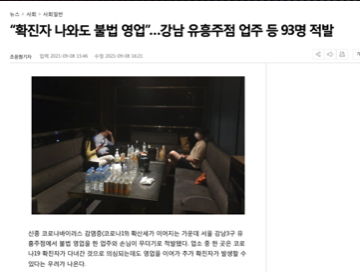 뉴스 > 사회 > 사회일반
“확진자 나와도 불법 영업”…강남 유흥주점 업주 등 93명 적발
입력 2021-09-08 15:46 수정 2021-09-08 16:21
신종 코로나바이러스 감염증(코로나19) 확산세가 이어지는 가운데 서울 강남구 유
흥주점에서 불법 영업을 한 업주와 손님이 무더기로 적발됐다. 업소 중 한 곳은 코로
나19 확진자가 다녀간 것으로 의심되는데도 영업을 이어가 추가 확진자가 발생할 수
있다는 우려가 나온다.